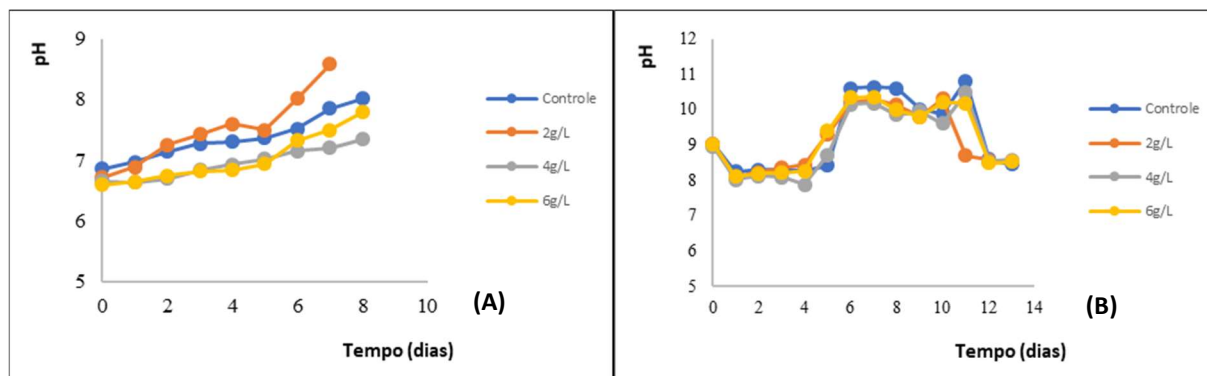 pH
9
8
7
6
5
0 2 4 6 8 10
Tempo (dias)
Controle
2g/L
4g/L
6g/L
(A)
pH
12
11
10
9
8
7
6
5
0 2 4 6 8 10 12 14
Tempo (dias)
Controle
2g/L
4g/L
6g/L
(B)